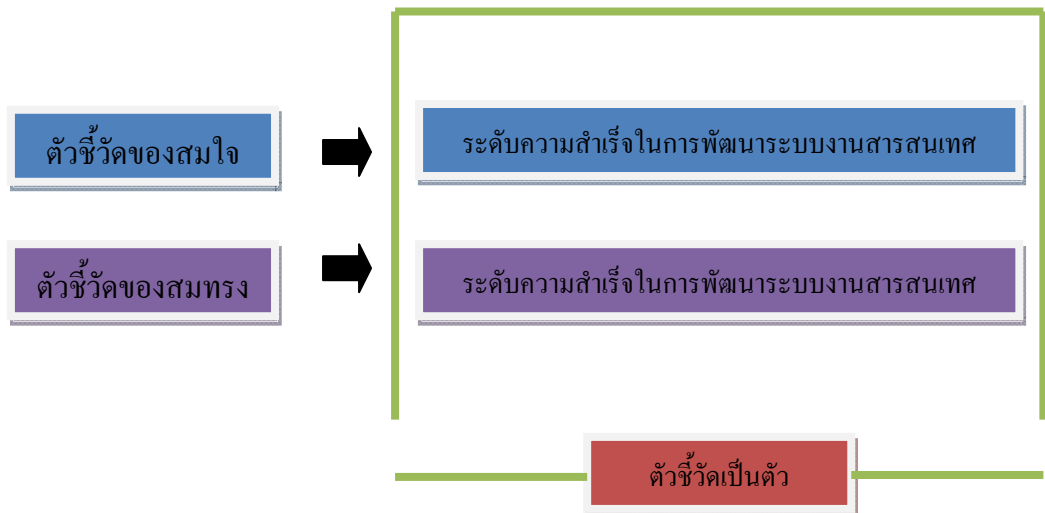 ตัวชี้วัดของสมใจ
ระดับความสำเร็จในการพัฒนาระบบงานสารสนเทศ
ตัวชี้วัดของสมทรง
ระดับความสำเร็จในการพัฒนาระบบงานสารสนเทศ
ตัวชี้วัดเป็นตัว